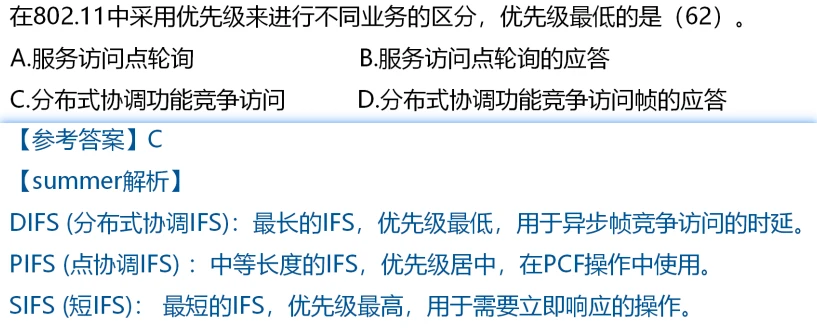 在802.11中采用优先级来进行不同业务的区分，优先级最低的是（62）。
A.服务访问点轮询 B.服务访问点轮询的应答
C.分布式协调功能竞争访问 D.分布式协调功能竞争访问帧的应答
【参考答案】C
【summer解析】
DIFS (分布式协调IFS)：最长的IFS，优先级最低，用于异步帧竞争访问的时延。
PIFS (点协调IFS) ：中等长度的IFS，优先级居中，在PCF操作中使用。
SIFS (短IFS)： 最短的IFS，优先级最高，用于需要立即响应的操作。